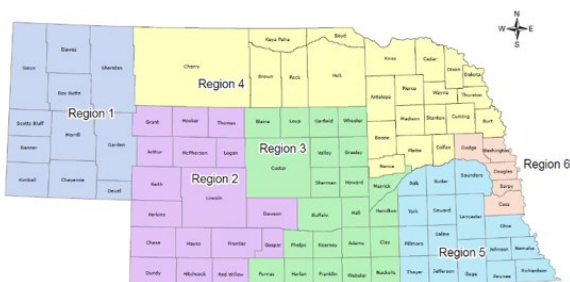 N
W E
S
Keya Paha Boyd
Dawes
Sioux Sheridan Cherry Knox Cedar Dixon Dakota
Region 4 Brown Rock Holt
Box Butte Antelope Pierce Wayne Thurston
Region 1
Scotts Bluff Morrill Garden
Grant Hooker Thomas Blaine Loup Garfield Wheeler
Madison Stanton Cuming Burt
Boone
Banner Arthur McPherson Logan Region 3 Valley Greeley Platte Colfax Dodge Washington
Custer Nance
Kimball Cheyenne Deuel
Keith Lincoln Region 2 Sherman Howard Merrick Polk Butler Saunders Douglas Region 6
Sarpy
Perkins Dawson Buffalo Hall Hamilton York Seward Lancaster Cass
Otoe
Chase Hayes Frontier Gosper Phelps Kearney Adams Clay Fillmore Saline
Region 5 Johnson Nemaha
Dundy Hitchcock Red Willow Furnas Harlan Franklin Webster Nuckolls Thayer Jefferson Gage Pawnee Richardson